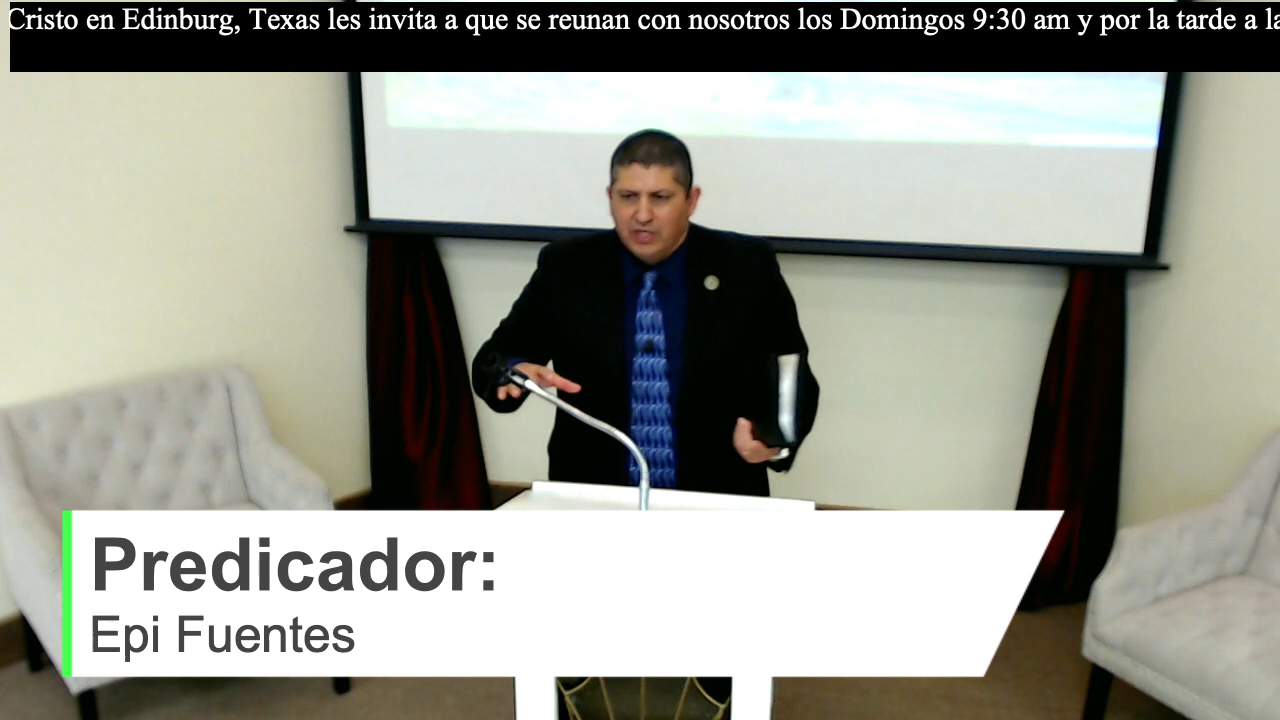 Cristo en Edinburg, Texas les invita a que se reunan con nosotros los Domingos 9:30 am y por la tarde a la
Predicador:
Epi Fuentes